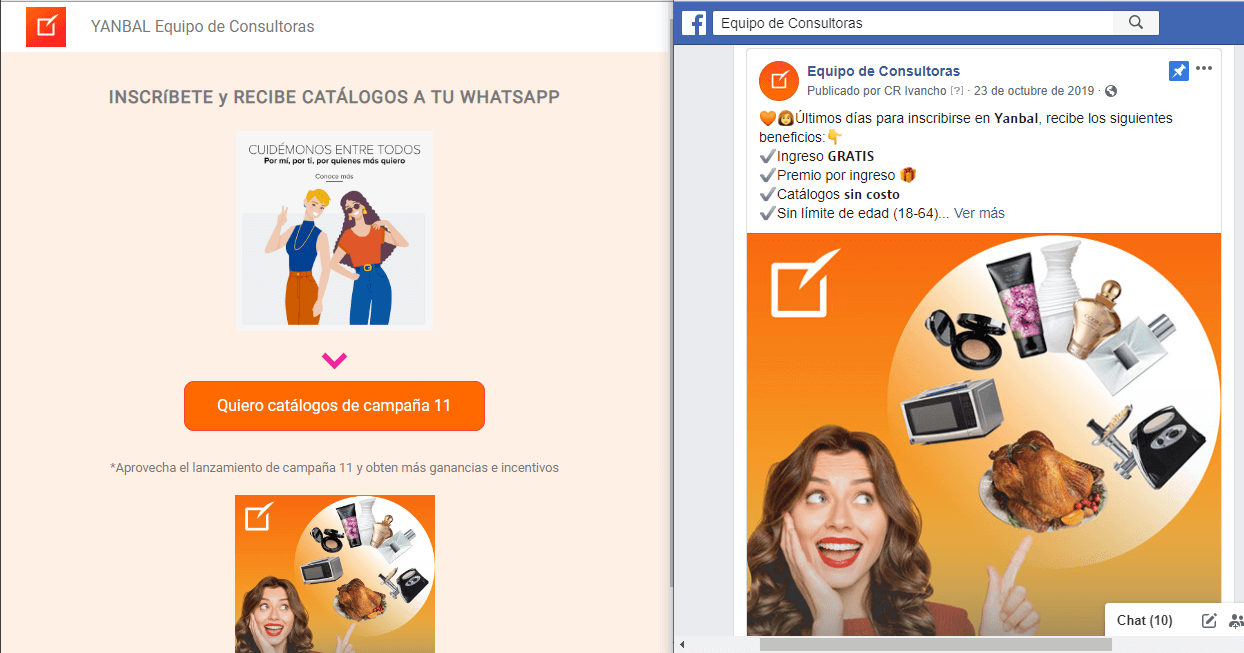 YANBAL Equipo de Consultoras
INSCRíBETE y RECIBE CATÁLOGOS A TU WHATSAPP
CUIDÉMONOS ENTRE TODOS
Por mí, por ti, por quienes más quiero
Conoce más
Quiero catálogos de campaña 11
*Aprovecha el lanzamiento de campaña 11 y obten más ganancias e incentivos
Equipo de Consultoras
Equipo de Consultoras
Publicado por CR Ivancho [?] · 23 de octubre de 2019 ·
🧡👩Últimos días para inscribirse en Yanbal, recibe los siguientes
beneficios:👇
✔Ingreso GRATIS
✔Premio por ingreso 🎁
✔Catálogos sin costo
✔Sin límite de edad (18-64)... Ver más
Chat (10)